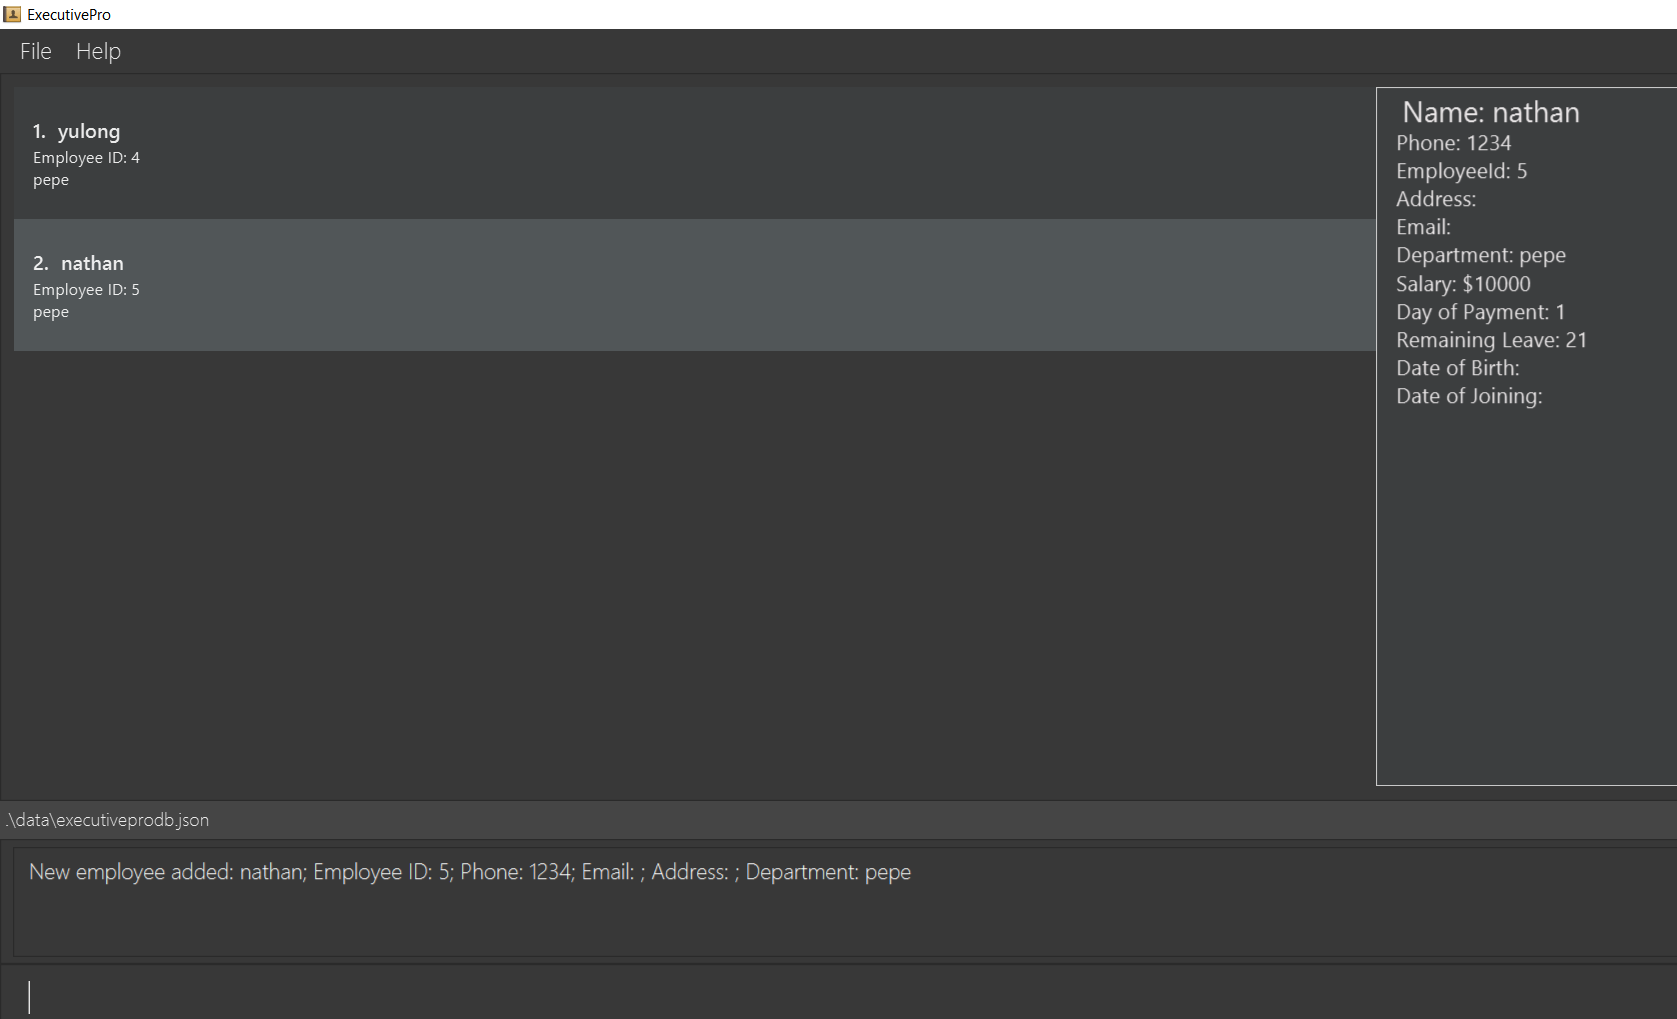 ExecutivePro
File Help
1. yulong
Employee ID: 4
pepe
2. nathan
Employee ID: 5
pepe
Name: nathan
Phone: 1234
EmployeeId: 5
Address:
Email:
Department: pepe
Salary: $10000
Day of Payment: 1
Remaining Leave: 21
Date of Birth:
Date of Joining:
.\data\executiveprodb.json
New employee added: nathan; Employee ID: 5; Phone: 1234; Email: ; Address: ; Department: pepe